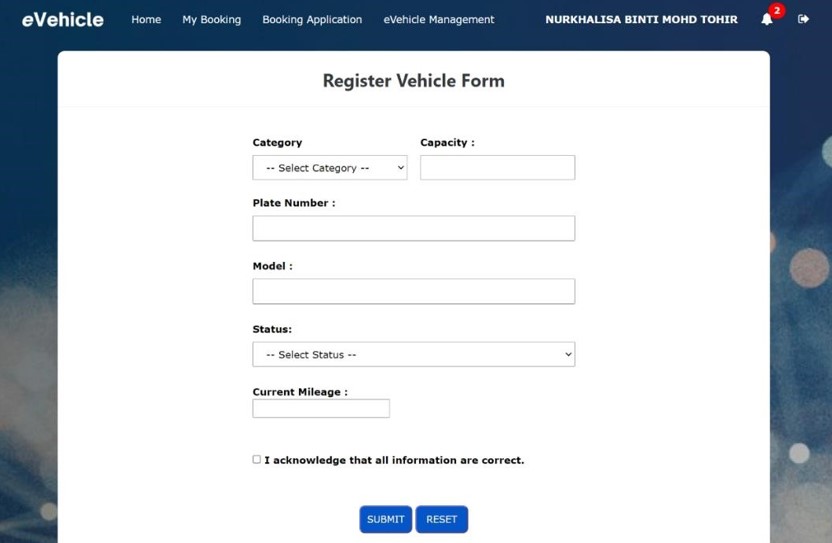 eVehicle Home My Booking Booking Application eVehicle Management NURKHALISA BINTI MOHD TOHIR 2
Register Vehicle Form
Category Capacity :
-- Select Category --
Plate Number :
Model :
Status:
-- Select Status --
Current Mileage :
I acknowledge that all information are correct.
SUBMIT RESET